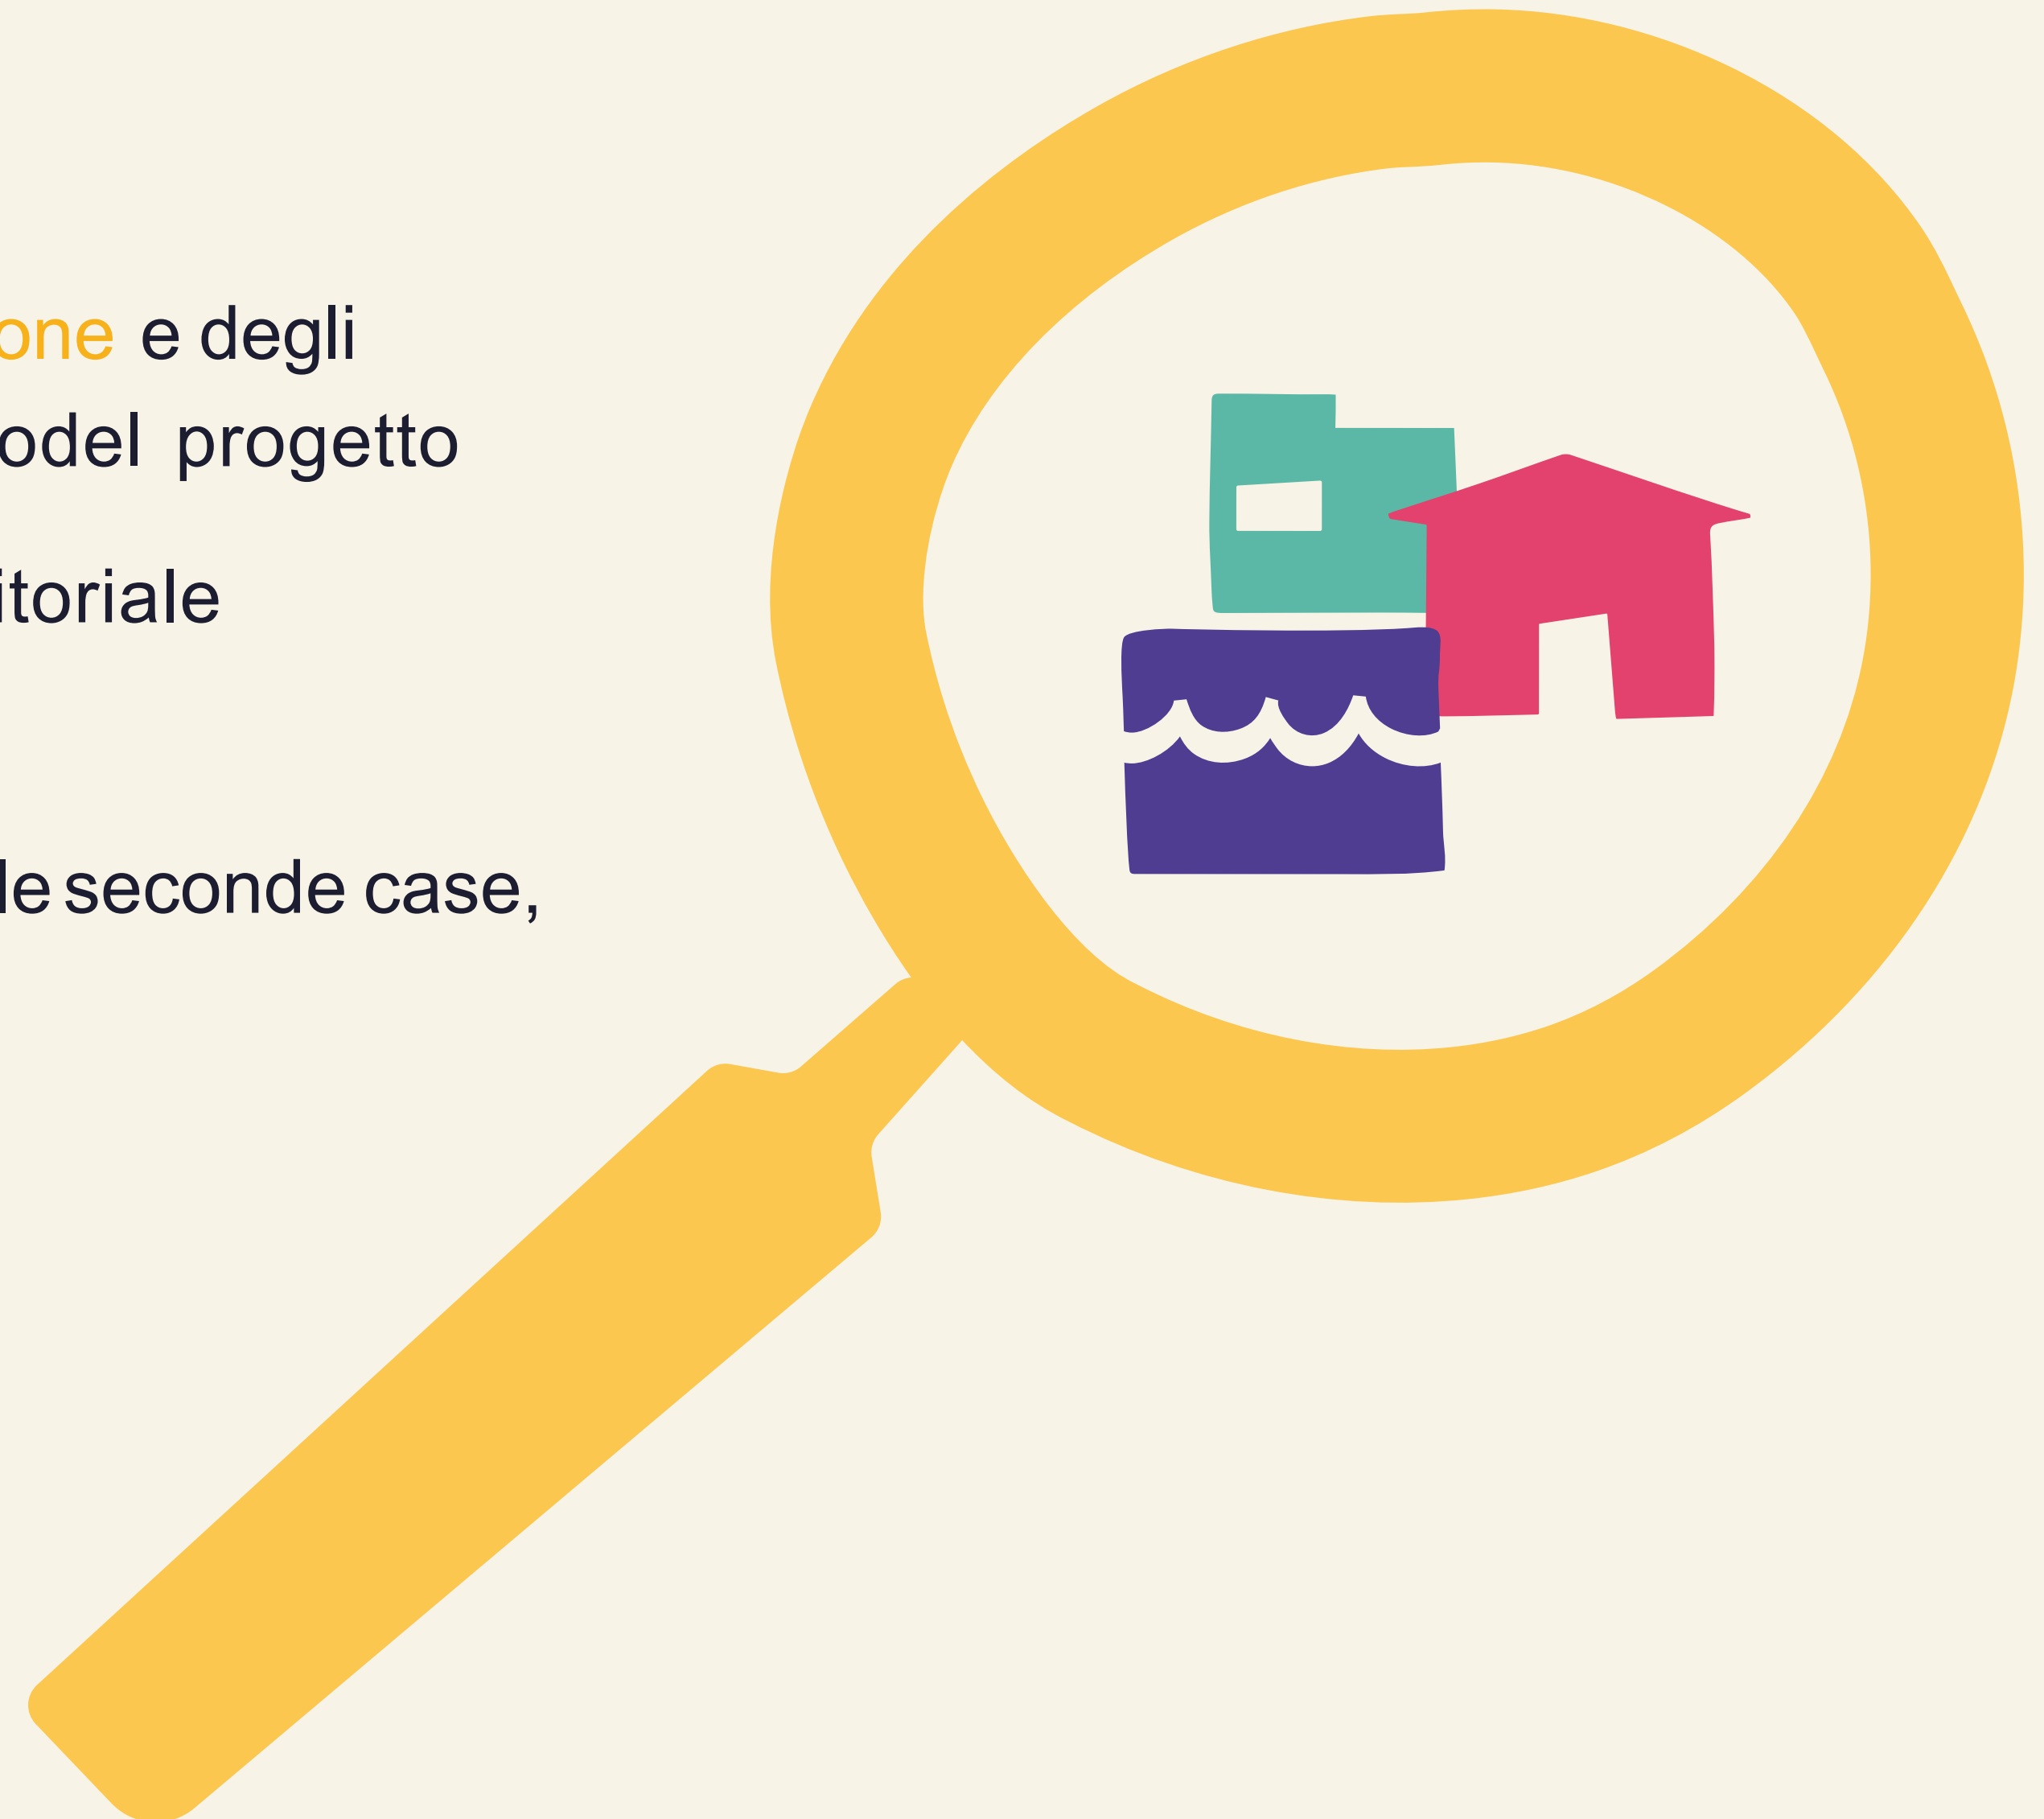 one e degli
odel progetto
itoriale
le seconde case,